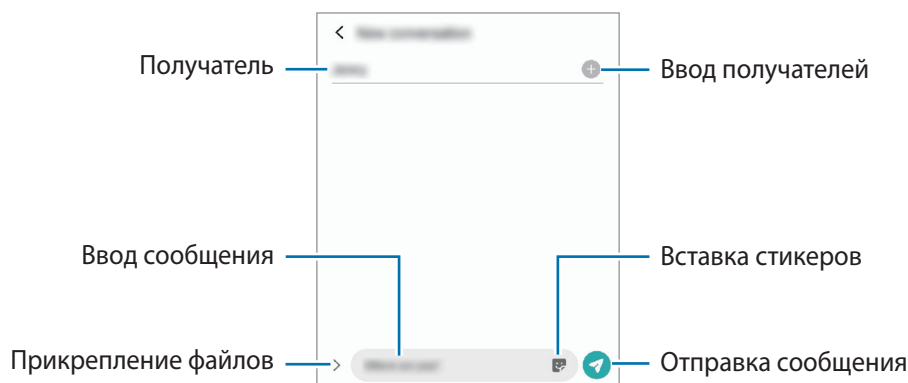 Получатель
Ввод получателей
Ввод сообщения
Вставка стикеров
Прикрепление файлов
Отправка сообщения